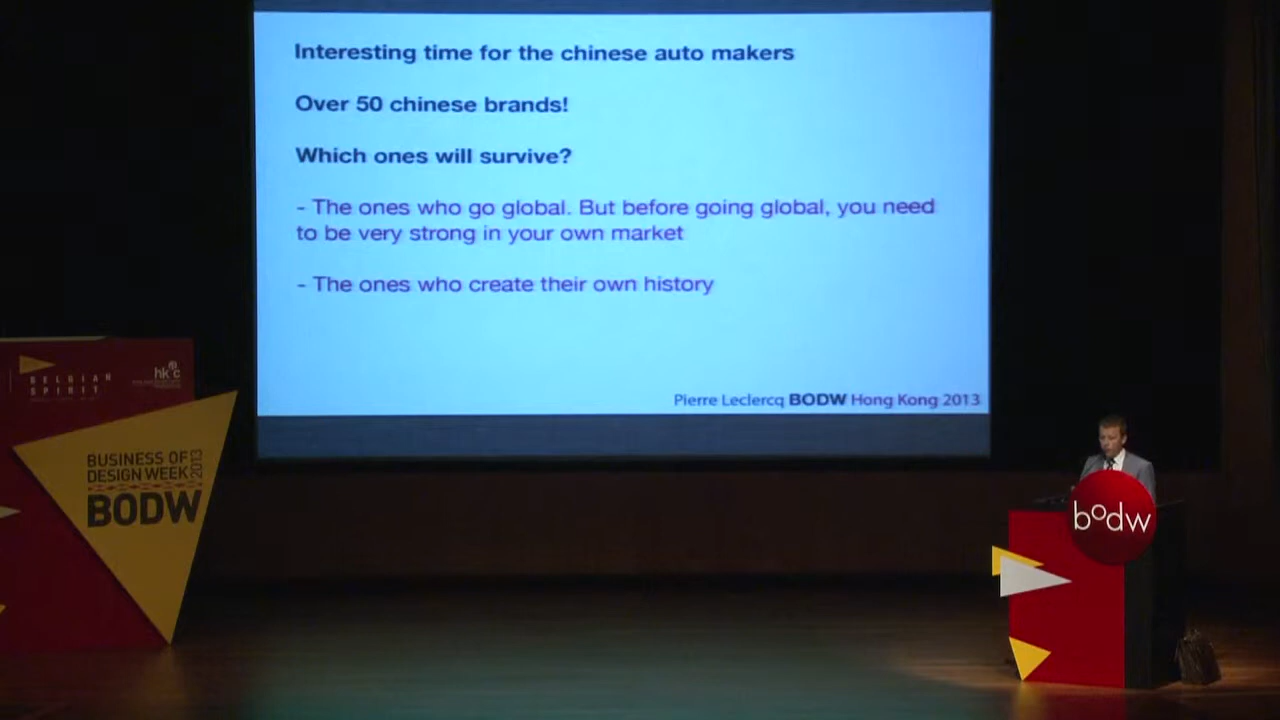 Interesting time for the chinese auto makers
Over 50 chinese brands!
Which ones will survive?
- The ones who go global. But before going global, you need
to be very strong in your own market
- The ones who create their own history
Pierre Leclercq BODW Hong Kong 2013
BELGIAN
SPIRIT
BUSINESS OF
DESIGN WEEK 2013
BODW
bodw